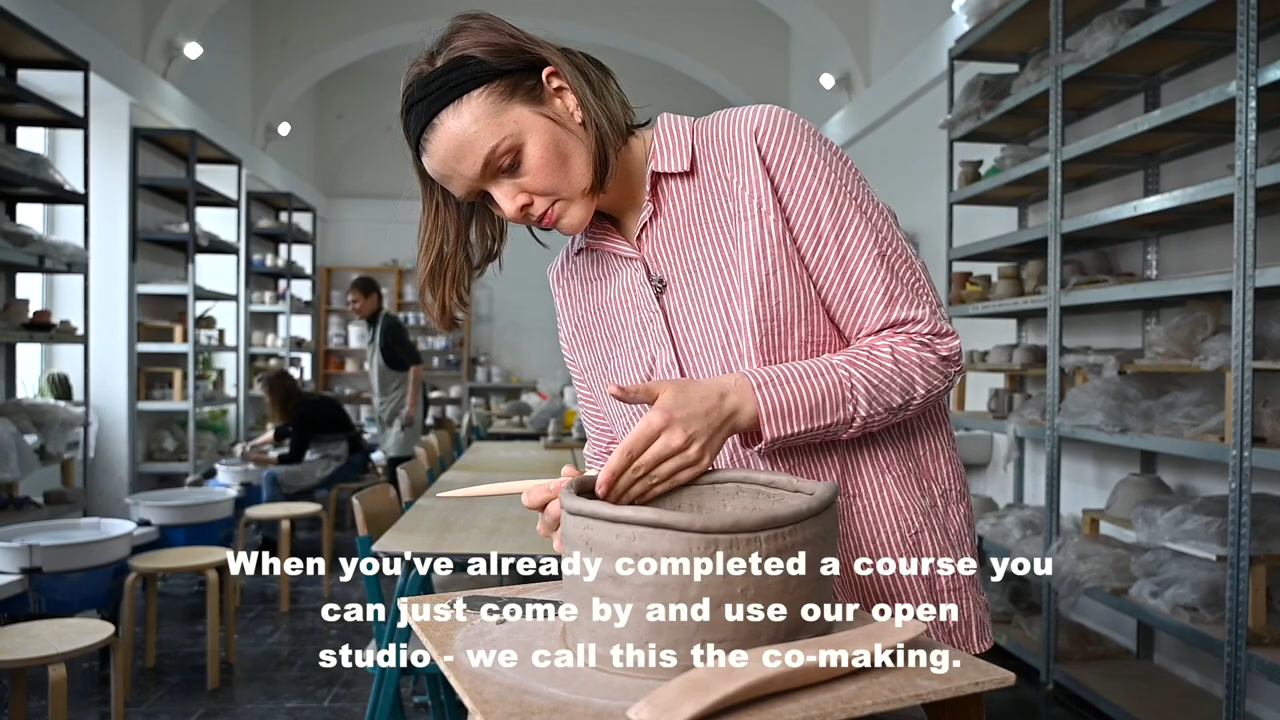 When you've already completed a course you
can just come by and use our open
studio - we call this the co-making.